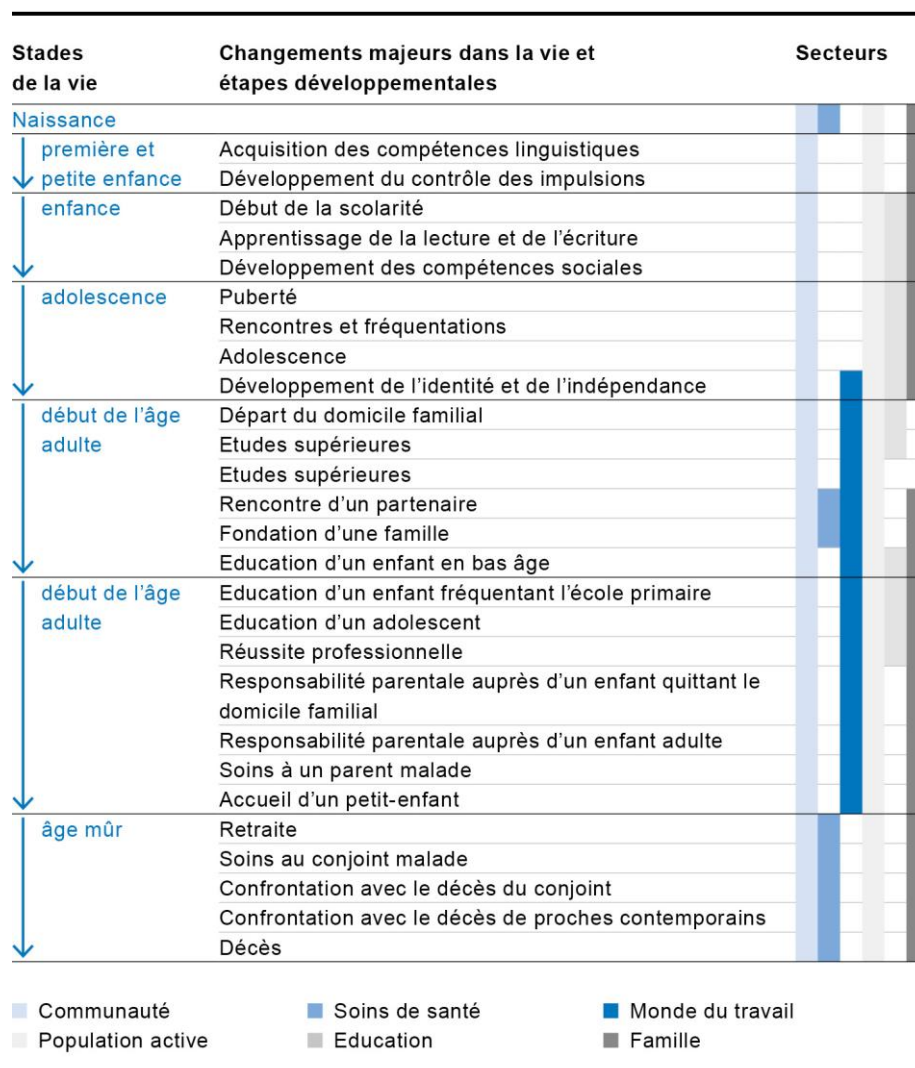 Stades
de la vie
Changements majeurs dans la vie et
étapes développementales
Secteurs
Naissance
première et
petite enfance
Acquisition des compétences linguistiques
Développement du contrôle des impulsions
enfance
Début de la scolarité
Apprentissage de la lecture et de l'écriture
Développement des compétences sociales
adolescence
Puberté
Rencontres et fréquentations
Adolescence
Développement de l'identité et de l'indépendance
début de l'âge
adulte
Départ du domicile familial
Etudes supérieures
Etudes supérieures
Rencontre d'un partenaire
Fondation d'une famille
Education d'un enfant en bas âge
début de l'âge
adulte
Education d'un enfant fréquentant l'école primaire
Education d'un adolescent
Réussite professionnelle
Responsabilité parentale auprès d'un enfant quittant le
domicile familial
Responsabilité parentale auprès d'un enfant adulte
Soins à un parent malade
Accueil d'un petit-enfant
âge mûr
Retraite
Soins au conjoint malade
Confrontation avec le décès du conjoint
Confrontation avec le décès de proches contemporains
Décès
Communauté
Soins de santé
Monde du travail
Population active
Education
Famille